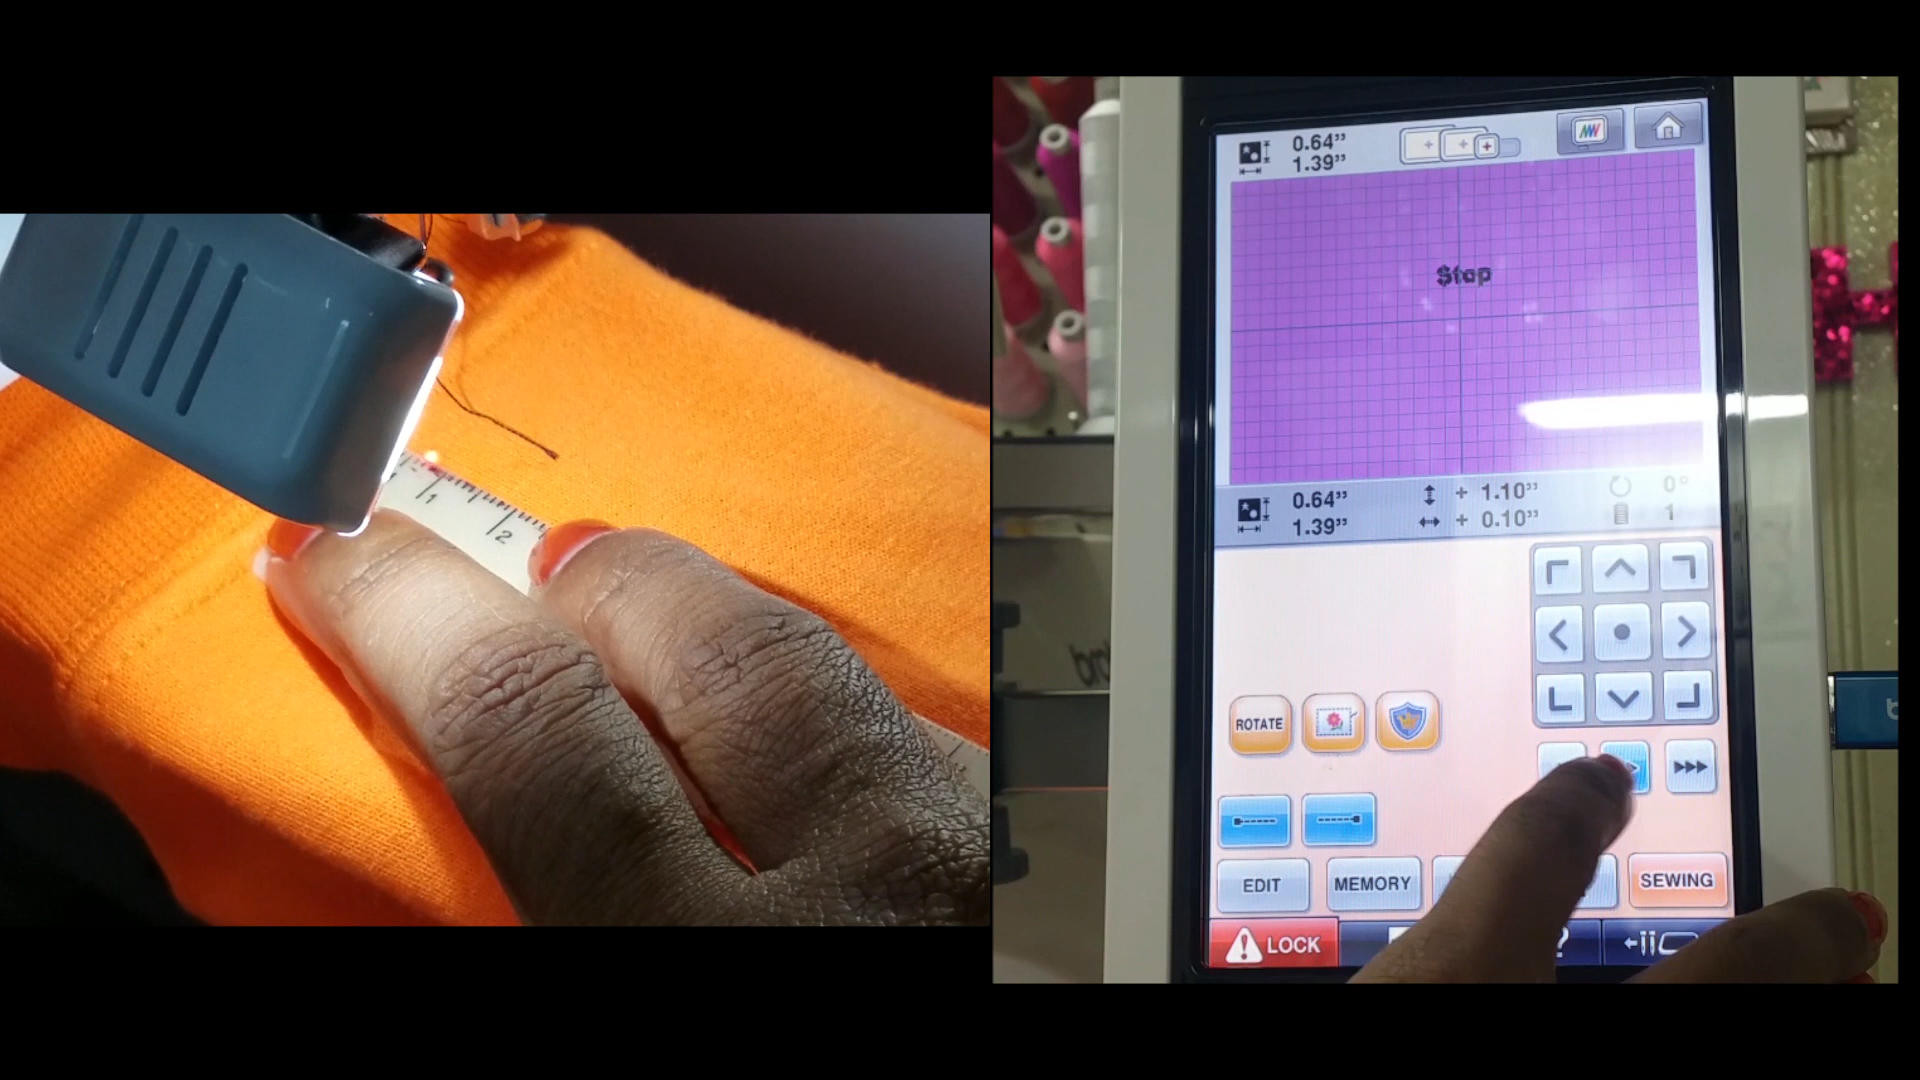 1
2
0.64”
1.39”
Stop
0.64”
1.39”
+ 1.10”
+ 0.10”
0°
1
ROTATE
EDIT
MEMORY
SEWING
LOCK
?